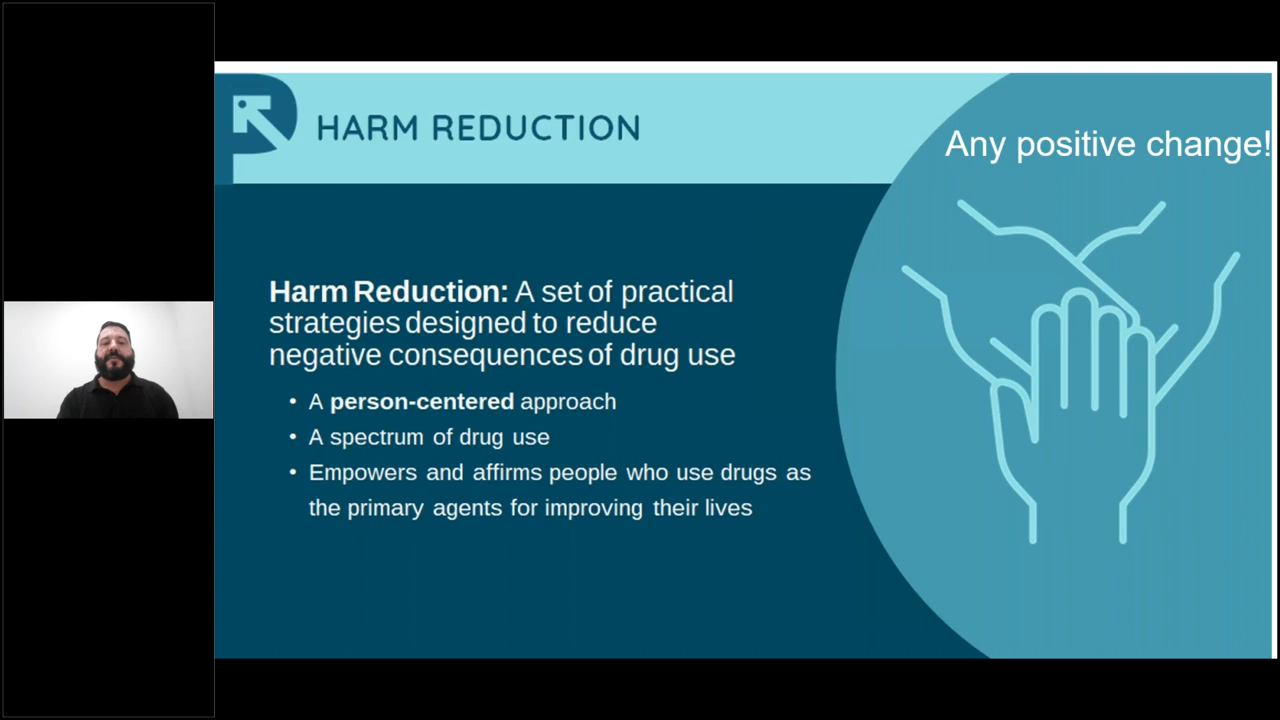 HARM REDUCTION
Any positive change!
Harm Reduction: A set of practical
strategies designed to reduce
negative consequences of drug use
• A person-centered approach
• A spectrum of drug use
• Empowers and affirms people who use drugs as
the primary agents for improving their lives